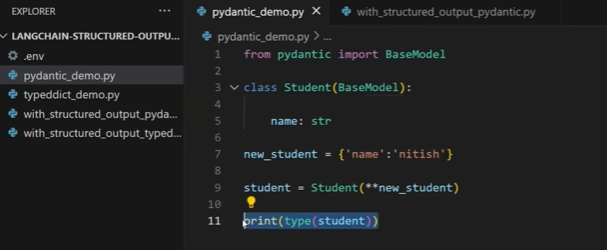 EXPLORER
...
LANGCHAIN-STRUCTURED-OUTPU...
.env
pydantic_demo.py
typeddict_demo.py
with_structured_output_pyda...
with_structured_output_typed...
pydantic_demo.py
with_structured_output_pydantic.py
pydantic_demo.py > ...
1 from pydantic import BaseModel
2
3 class Student(BaseModel):
4
5 name: str
6
7 new_student = {'name':'nitish'}
8
9 student = Student(**new_student)
10
11 print(type(student))